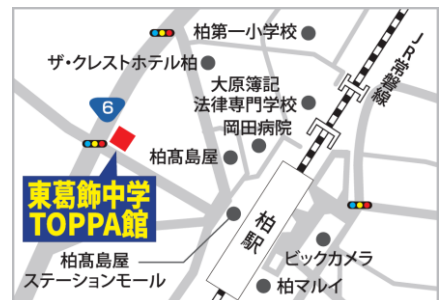 柏第一小学校
ザ・クレストホテル柏
JR常磐線
大原簿記
法律専門学校
6
岡田病院
柏髙島屋
東葛飾中学
TOPPA館
柏駅
柏髙島屋
ステーションモール
ビックカメラ
柏マルイ